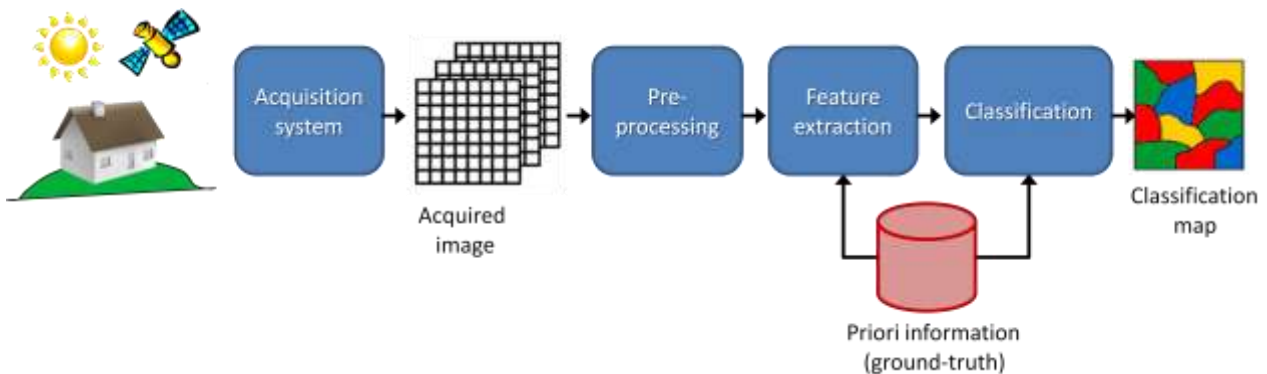 Acquisition
system
Acquired
image
Pre-
processing
Feature
extraction
Classification
Classification
map
Priori information
(ground-truth)